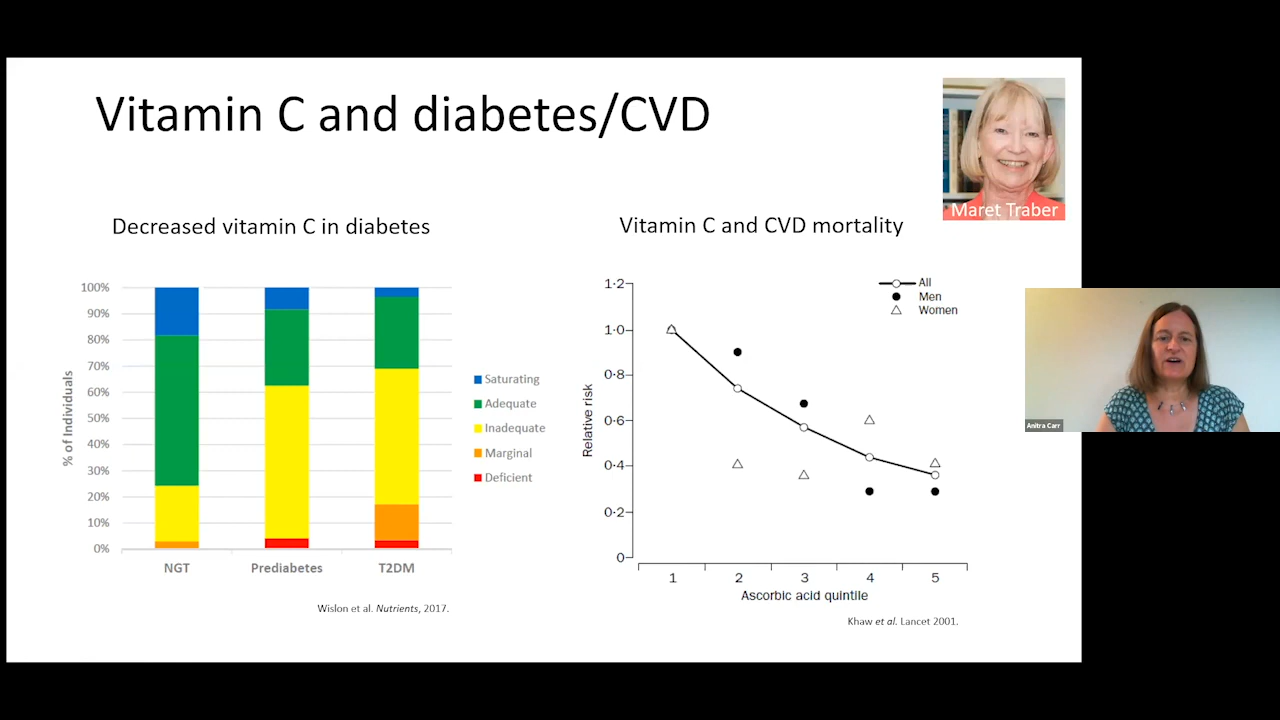 Vitamin C and diabetes/CVD
Maret Traber
Decreased vitamin C in diabetes
100%
90%
80%
70%
60%
50%
40%
30%
20%
10%
0%
% of Individuals
NGT
Prediabetes
T2DM
Saturating
Adequate
Inadequate
Marginal
Deficient
Wislon et al. Nutrients, 2017.
Vitamin C and CVD mortality
1·2
1·0
0·8
0·6
0·4
0·2
0
Relative risk
All
Men
Women
1 2 3 4 5
Ascorbic acid quintile
Khaw et al. Lancet 2001.
Anitra Carr